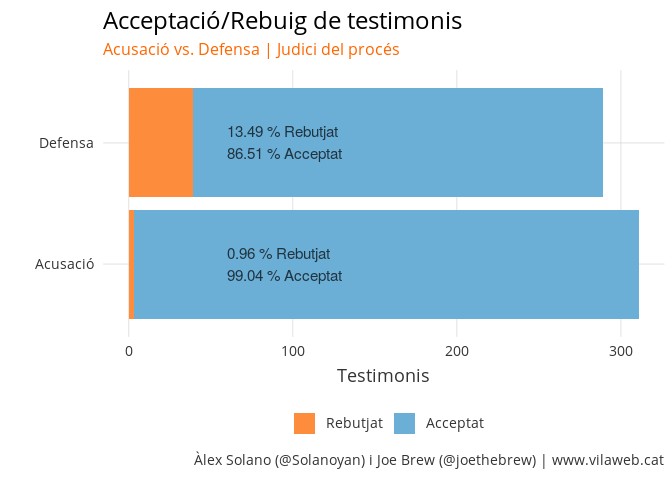 Acceptació/Rebuig de testimonis
Acusació vs. Defensa | Judici del procés
Defensa
13.49 % Rebutjat
86.51 % Acceptat
Acusació
0.96 % Rebutjat
99.04 % Acceptat
0 100 200 300
Testimonis
Rebutjat Acceptat
Àlex Solano (@Solanoyan) i Joe Brew (@joethebrew) | www.vilaweb.cat